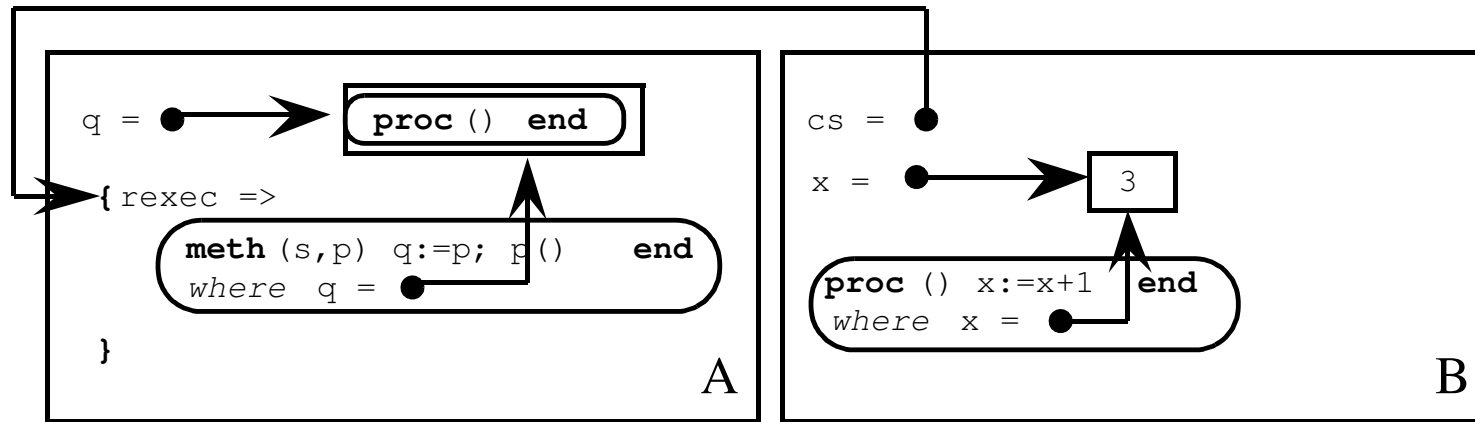 q = proc () end
{ rexec =>
meth (s,p) q:=p; p() end
where q =
}
A
cs =
x = 3
proc () x:=x+1 end
where x =
B